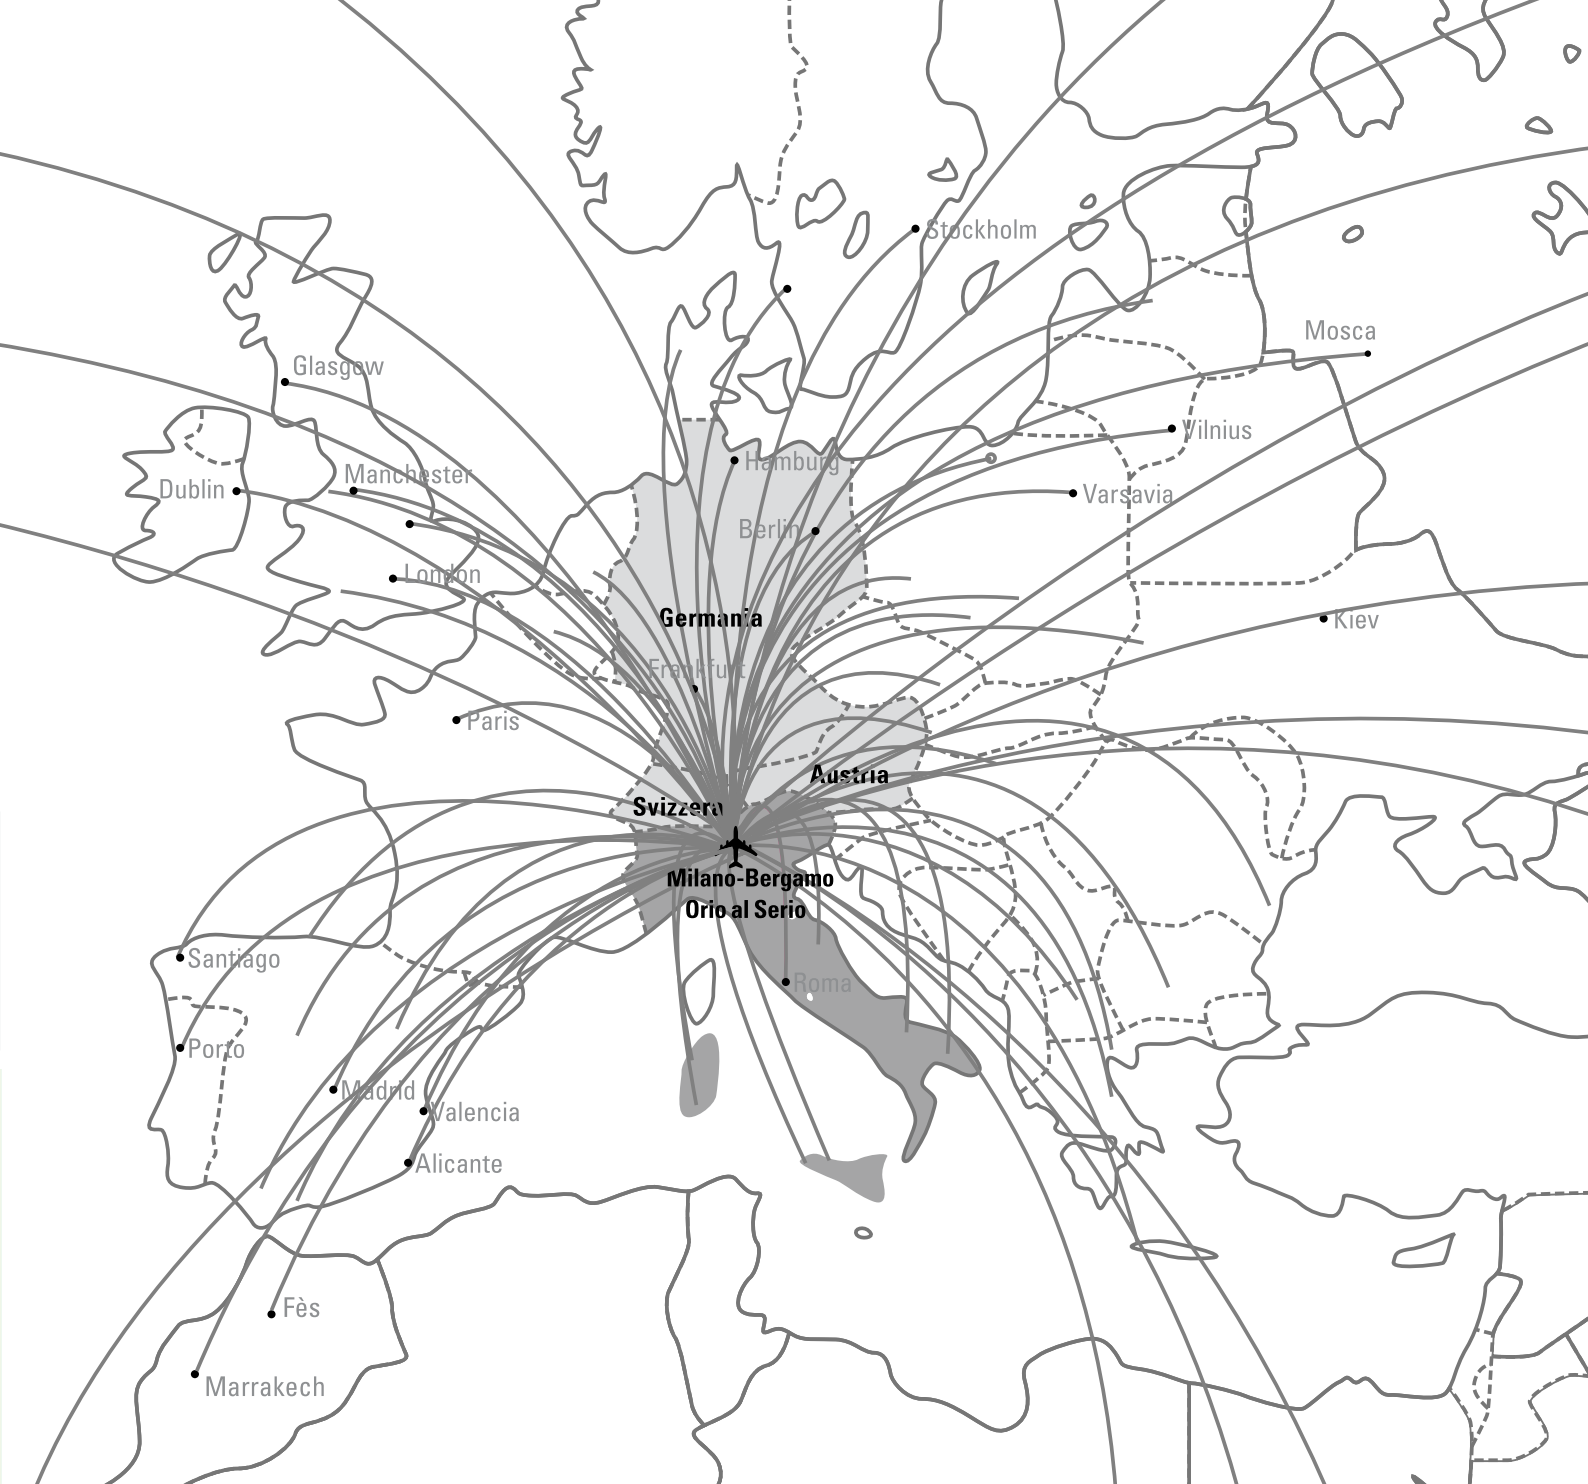 Stockholm
Mosca
Glasgow
Vilnius
Hamburg
Manchester
Dublin
Varsavia
Berlin
London
Germania
Kiev
Frankfurt
Paris
Austria
Svizzera
Milano-Bergamo
Orio al Serio
Santiago
Roma
Porto
Madrid
Valencia
Alicante
Fès
Marrakech